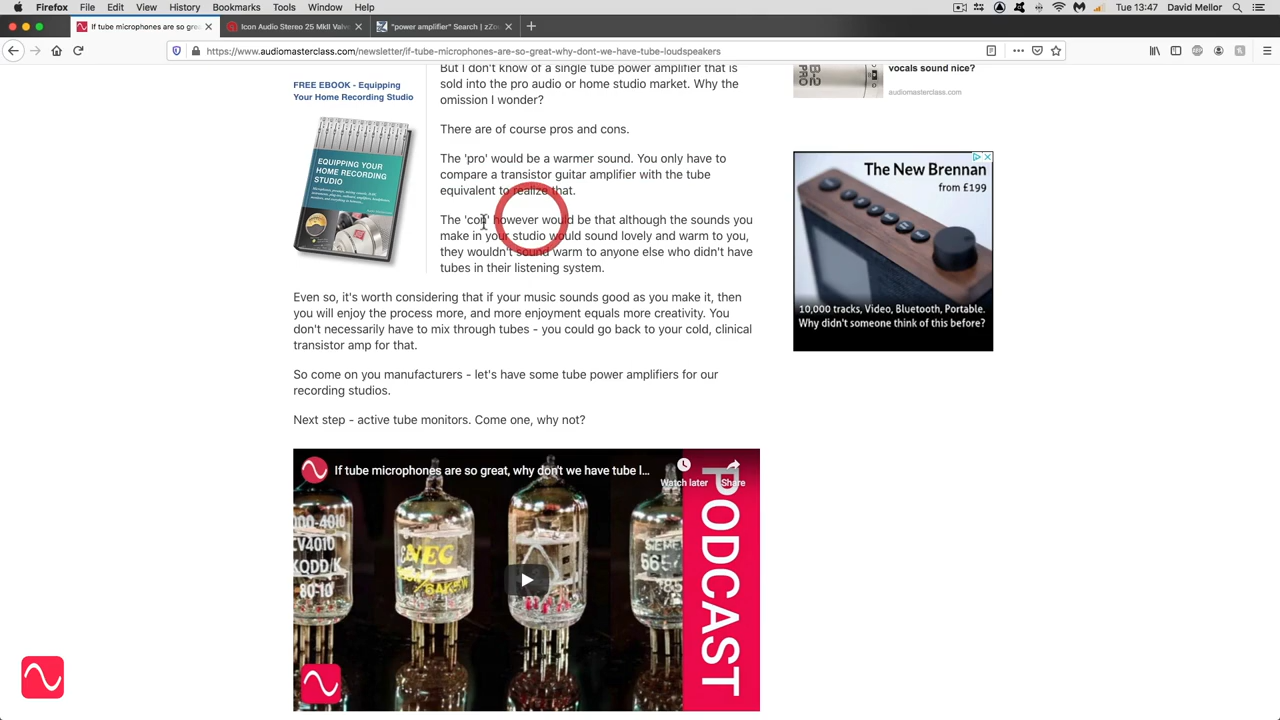 Firefox File Edit View History Bookmarks Tools Window Help
Tue 13:47 David Mellor
If tube microphones are so grea
Icon Audio Stereo 25 MkII Valv
"power amplifier" Search | zZo
https://www.audiomasterclass.com/newsletter/if-tube-microphones-are-so-great-why-dont-we-have-tube-loudspeakers
FREE EBOOK - Equipping
Your Home Recording Studio
EQUIPPING YOUR
HOME RECORDING
STUDIO
But I don't know of a single tube power amplifier that is
sold into the pro audio or home studio market. Why the
omission I wonder?
There are of course pros and cons.
The 'pro' would be a warmer sound. You only have to
compare a transistor guitar amplifier with the tube
equivalent to realize that.
The 'con' however would be that although the sounds you
make in your studio would sound lovely and warm to you,
they wouldn't sound warm to anyone else who didn't have
tubes in their listening system.
Even so, it's worth considering that if your music sounds good as you make it, then
you will enjoy the process more, and more enjoyment equals more creativity. You
don't necessarily have to mix through tubes - you could go back to your cold, clinical
transistor amp for that.
So come on you manufacturers - let's have some tube power amplifiers for our
recording studios.
Next step - active tube monitors. Come one, why not?
If tube microphones are so great, why don't we have tube l...
Watch later
Share
PODCAST
CV4010
80-10
NEC
SIEME
565
B-2
PRO
vocals sound nice?
audiomasterclass.com
The New Brennan
from £199
10,000 tracks, Video, Bluetooth, Portable.
Why didn't someone think of this before?